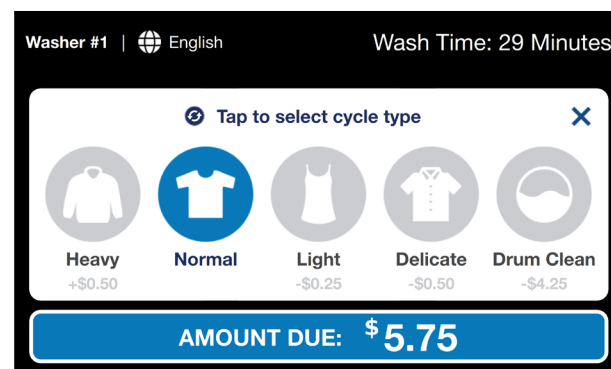 Washer #1 | English
Wash Time: 29 Minutes
Tap to select cycle type
Heavy Normal Light Delicate Drum Clean
+$0.50 -$0.25 -$0.50 -$4.25
AMOUNT DUE: $5.75